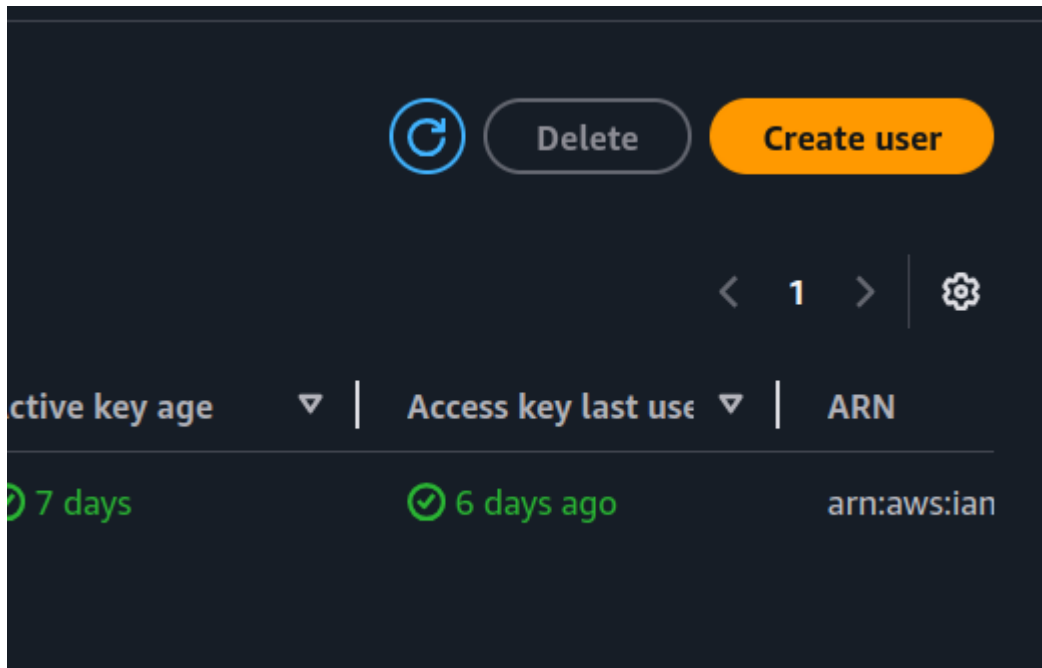 Delete
Create user
1
ctive key age
Access key last use
ARN
7 days
6 days ago
arn:aws:ian